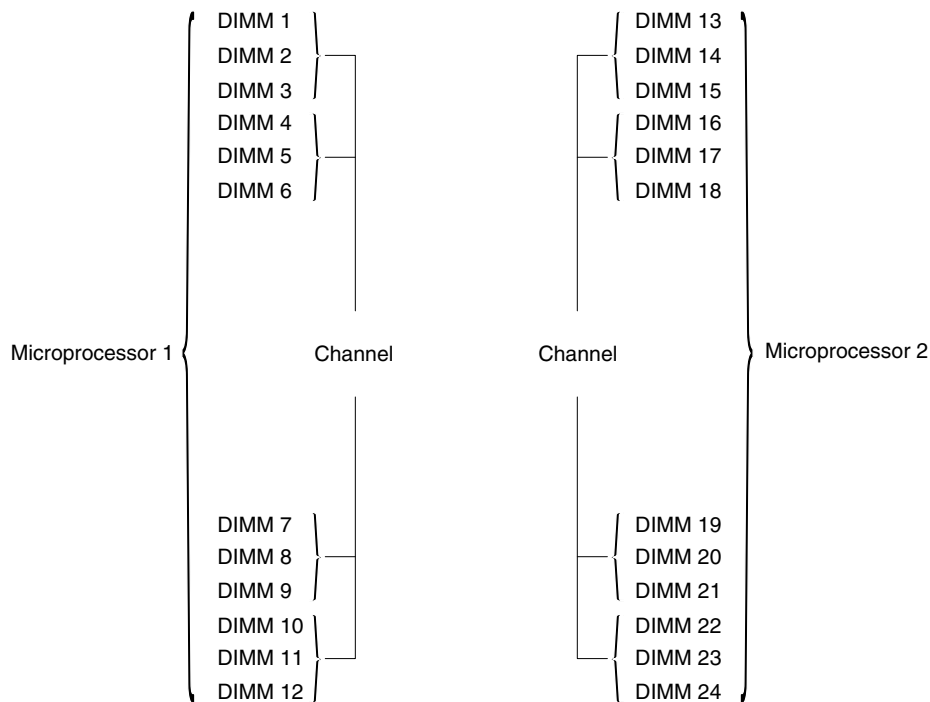 DIMM 1
DIMM 2
DIMM 3
DIMM 4
DIMM 5
DIMM 6
Microprocessor 1
Channel
DIMM 7
DIMM 8
DIMM 9
DIMM 10
DIMM 11
DIMM 12
DIMM 13
DIMM 14
DIMM 15
DIMM 16
DIMM 17
DIMM 18
Channel
Microprocessor 2
DIMM 19
DIMM 20
DIMM 21
DIMM 22
DIMM 23
DIMM 24